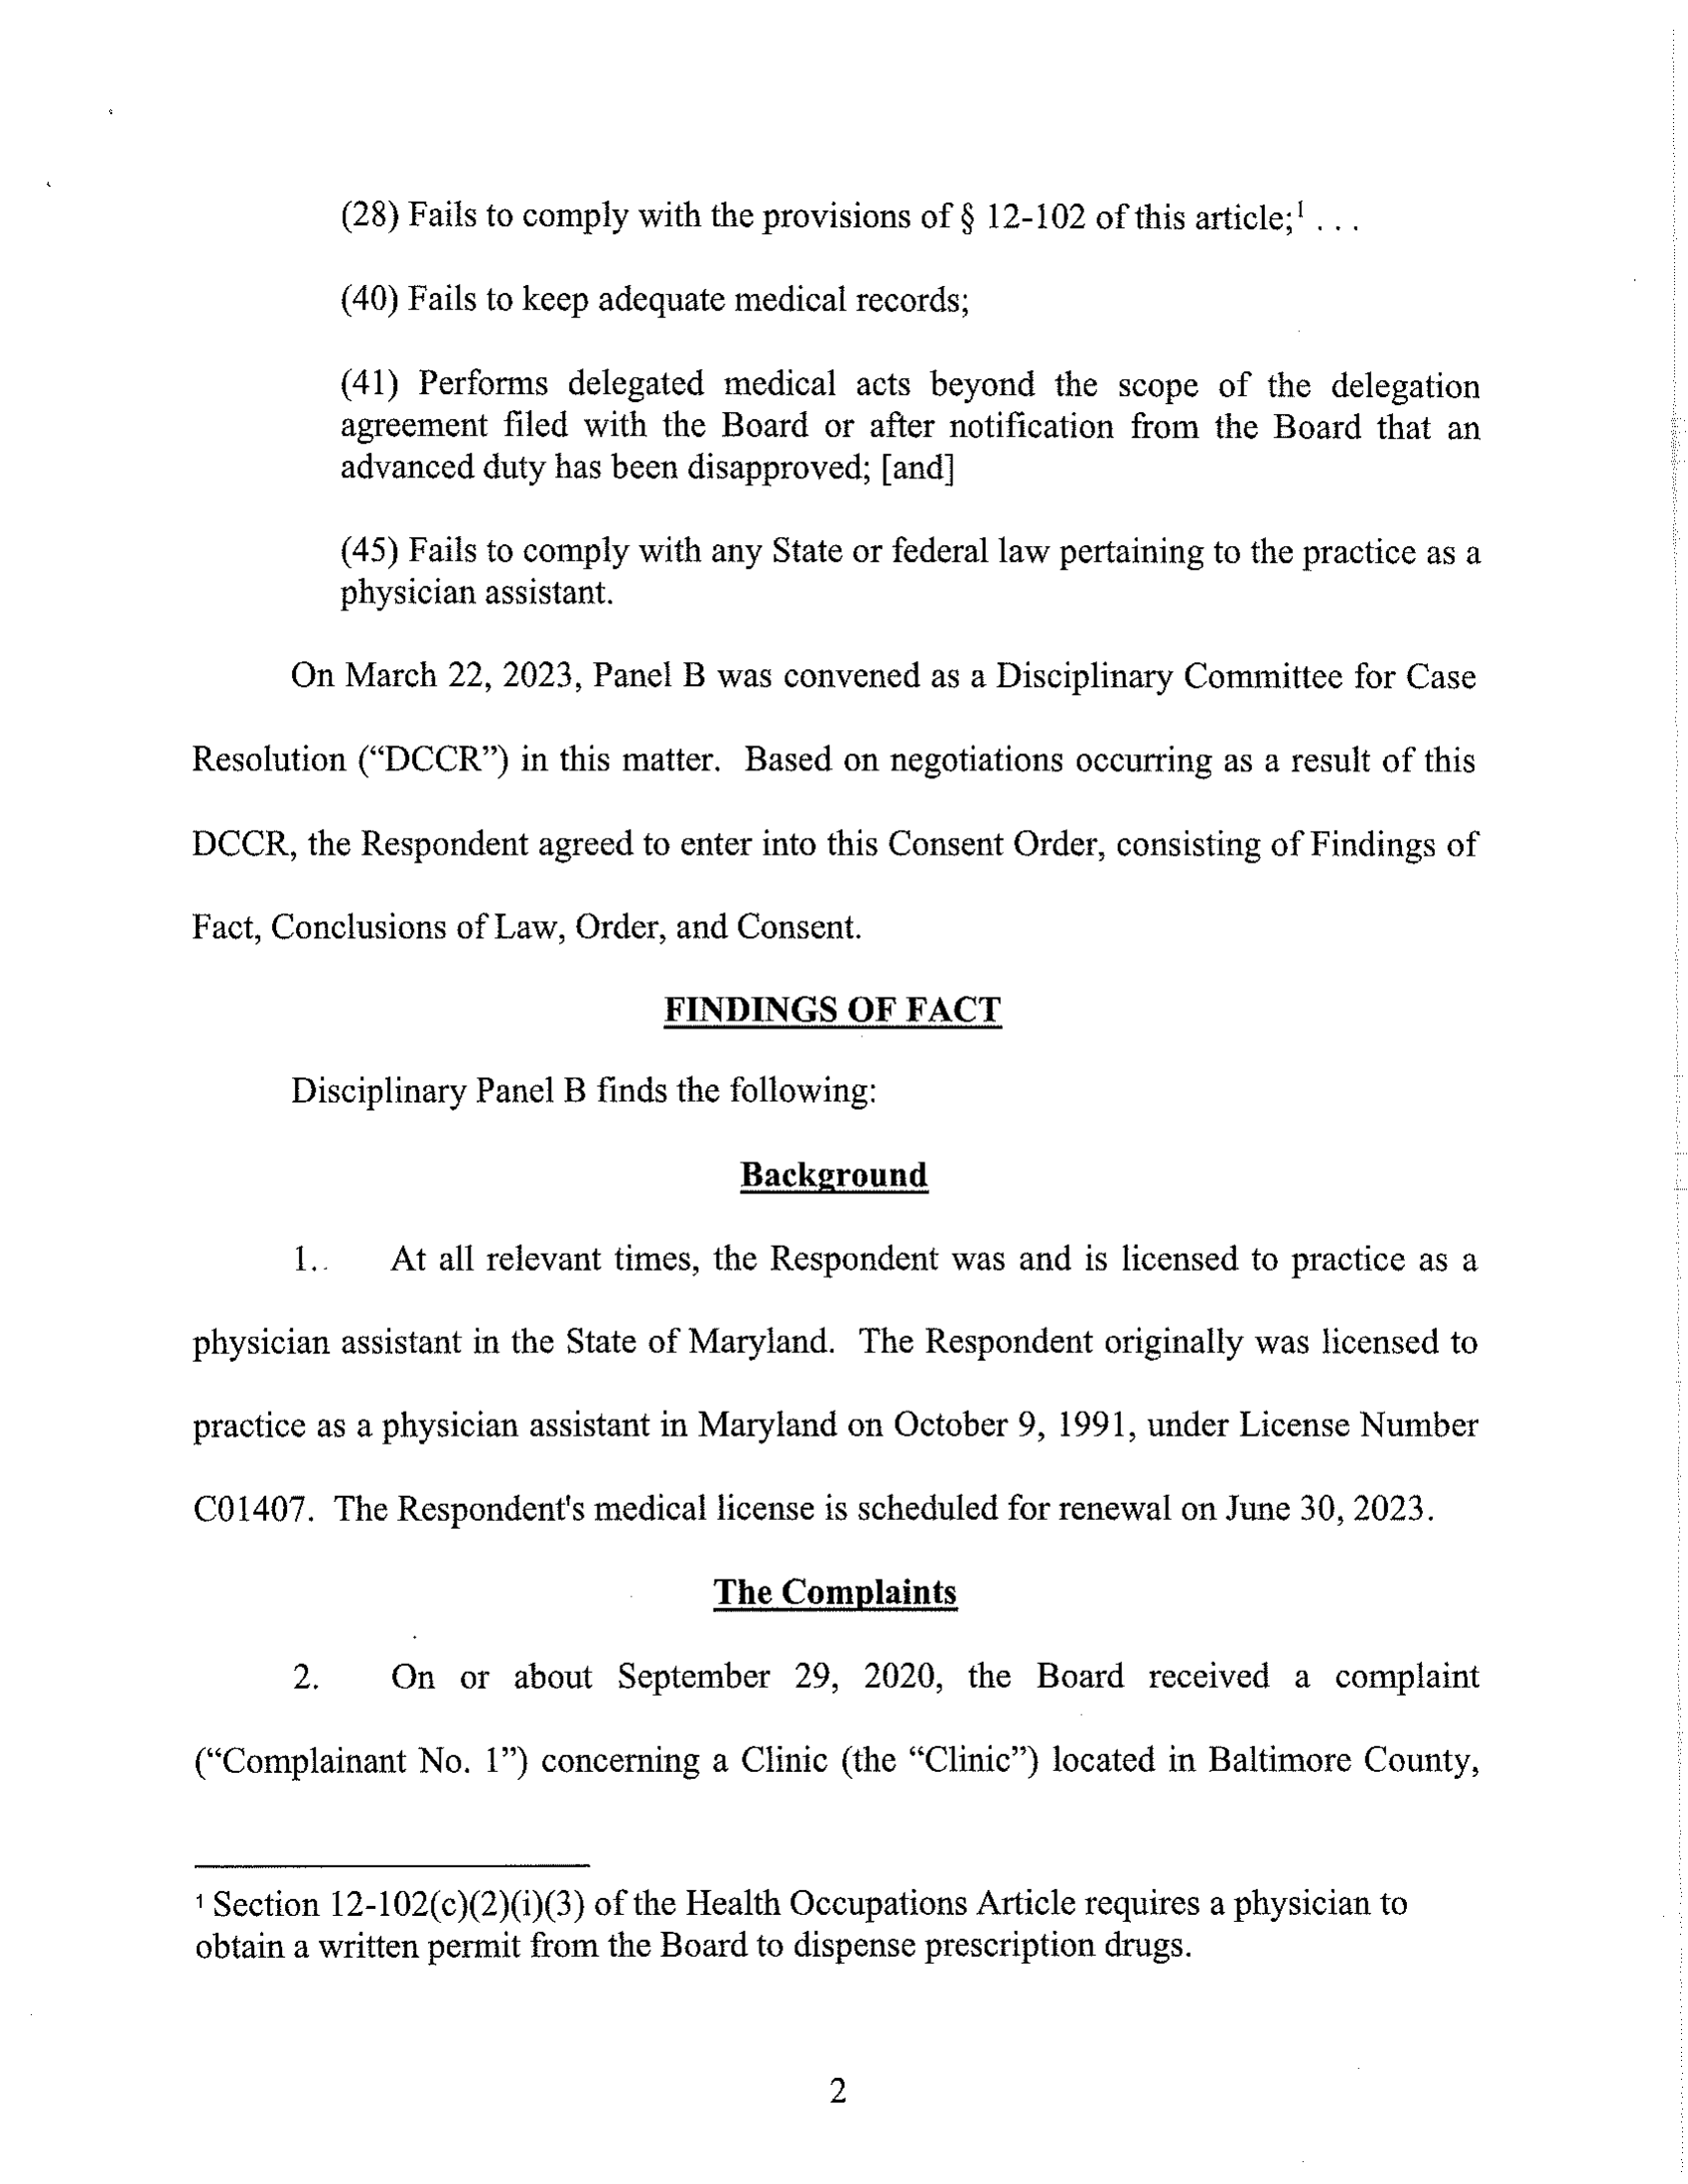 (28) Fails to comply with the provisions of § 12-102 of this article;¹ . . .
(40) Fails to keep adequate medical records;
(41) Performs delegated medical acts beyond the scope of the delegation
agreement filed with the Board or after notification from the Board that an
advanced duty has been disapproved; [and]
(45) Fails to comply with any State or federal law pertaining to the practice as a
physician assistant.
On March 22, 2023, Panel B was convened as a Disciplinary Committee for Case
Resolution (“DCCR”) in this matter. Based on negotiations occurring as a result of this
DCCR, the Respondent agreed to enter into this Consent Order, consisting of Findings of
Fact, Conclusions of Law, Order, and Consent.
FINDINGS OF FACT
Disciplinary Panel B finds the following:
Background
1. At all relevant times, the Respondent was and is licensed to practice as a
physician assistant in the State of Maryland. The Respondent originally was licensed to
practice as a physician assistant in Maryland on October 9, 1991, under License Number
C01407. The Respondent's medical license is scheduled for renewal on June 30, 2023.
The Complaints
2. On or about September 29, 2020, the Board received a complaint
(“Complainant No. 1”) concerning a Clinic (the “Clinic”) located in Baltimore County,
¹ Section 12-102(c)(2)(i)(3) of the Health Occupations Article requires a physician to
obtain a written permit from the Board to dispense prescription drugs.
2